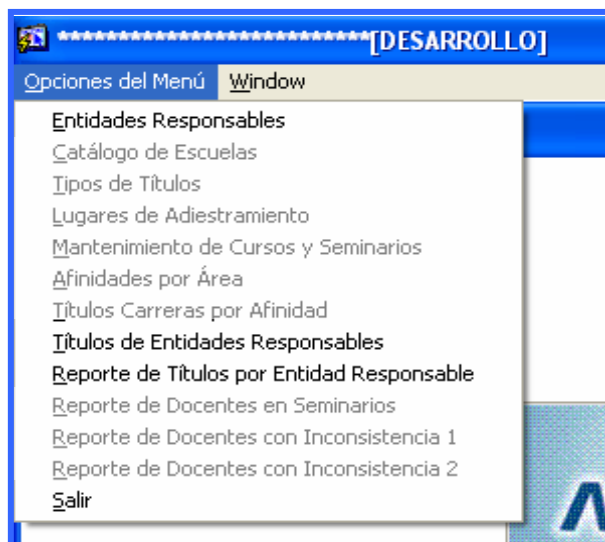 ****************************[DESARROLLO]
Opciones del Menú Window
Entidades Responsables
Catálogo de Escuelas
Tipos de Títulos
Lugares de Adiestramiento
Mantenimiento de Cursos y Seminarios
Afinidades por Área
Títulos Carreras por Afinidad
Títulos de Entidades Responsables
Reporte de Títulos por Entidad Responsable
Reporte de Docentes en Seminarios
Reporte de Docentes con Inconsistencia 1
Reporte de Docentes con Inconsistencia 2
Salir